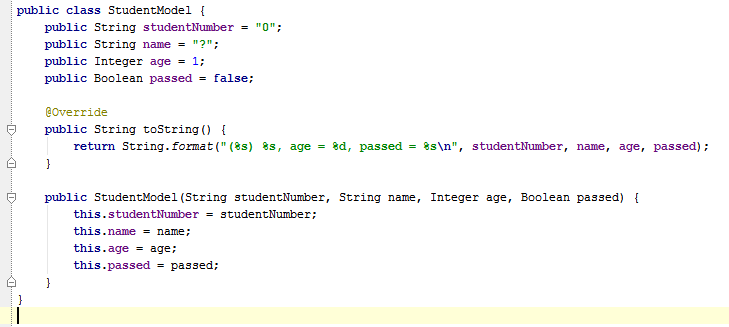 public class StudentModel {
    public String studentNumber = "0";
    public String name = "?";
    public Integer age = 1;
    public Boolean passed = false;

    @Override
    public String toString() {
        return String.format("(%s) %s, age = %d, passed = %s\n", studentNumber, name, age, passed);
    }

    public StudentModel(String studentNumber, String name, Integer age, Boolean passed) {
        this.studentNumber = studentNumber;
        this.name = name;
        this.age = age;
        this.passed = passed;
    }
}